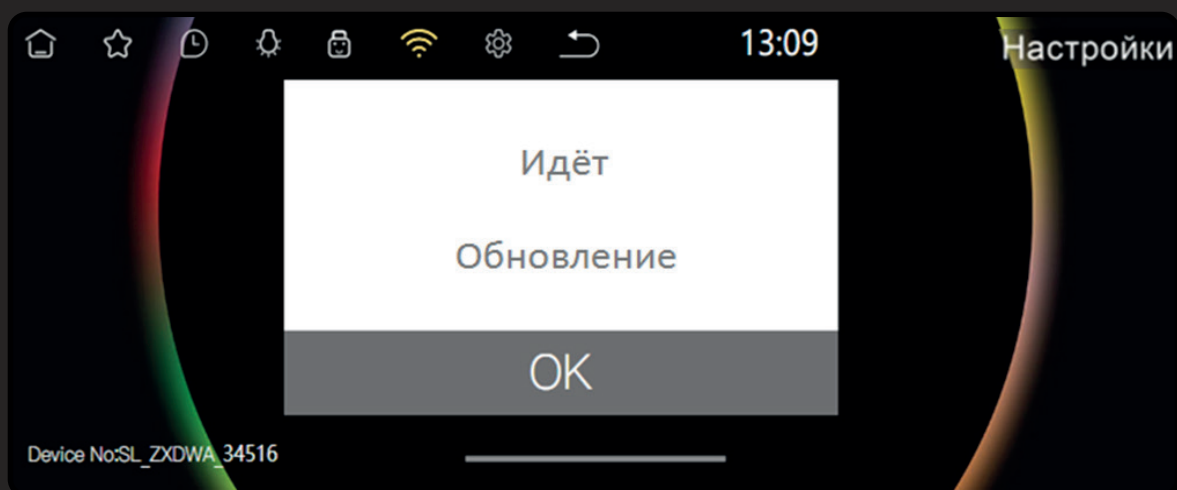 13:09
Настройки
Идёт
Обновление
OK
Device No:SL_ZXDWA_34516